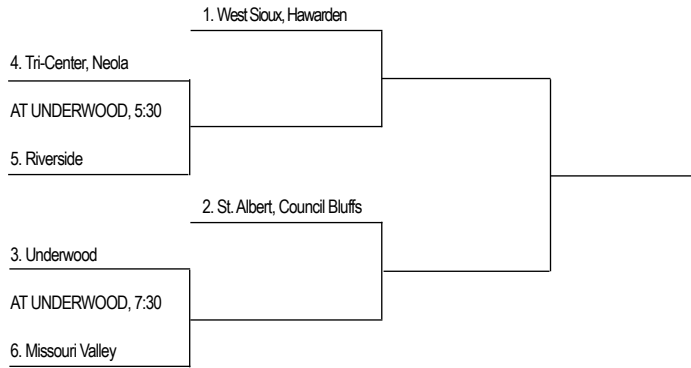 1. West Sioux, Hawarden
4. Tri-Center, Neola
AT UNDERWOOD, 5:30
5. Riverside
2. St. Albert, Council Bluffs
3. Underwood
AT UNDERWOOD, 7:30
6. Missouri Valley